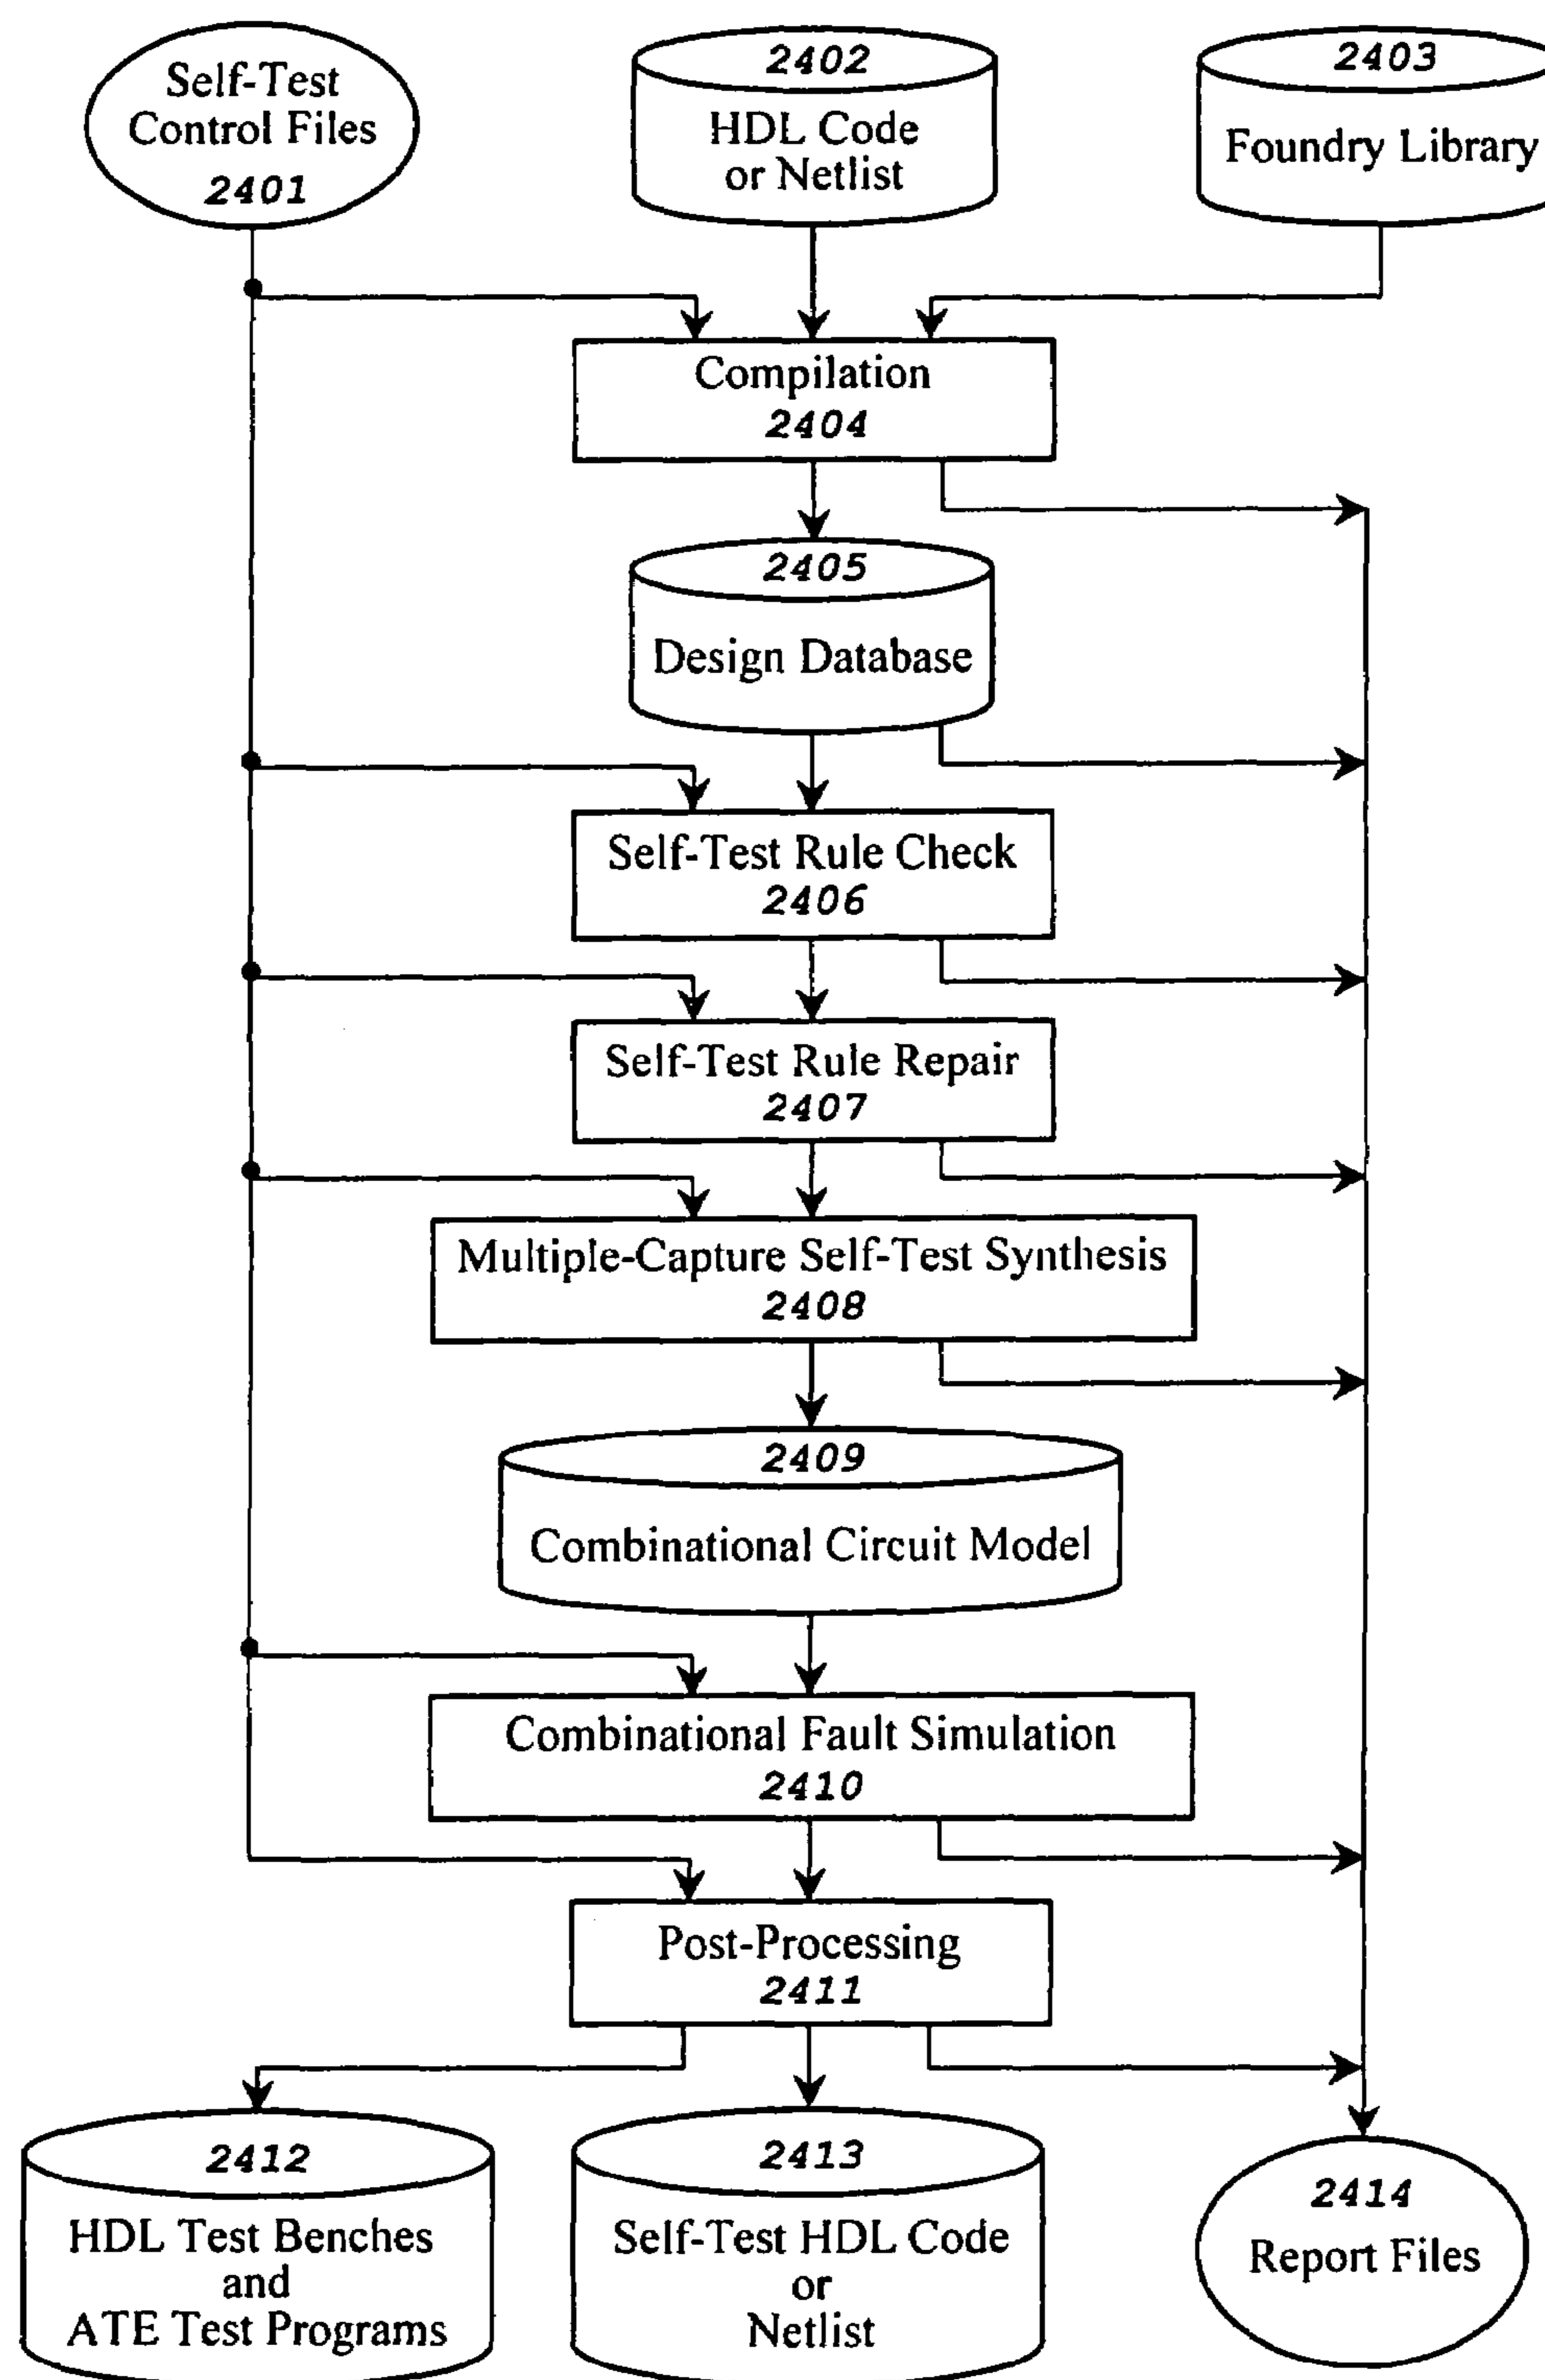 Self-Test
Control Files
2401
2402
HDL Code
or Netlist
2403
Foundry Library
Compilation
2404
2405
Design Database
Self-Test Rule Check
2406
Self-Test Rule Repair
2407
Multiple-Capture Self-Test Synthesis
2408
2409
Combinational Circuit Model
Combinational Fault Simulation
2410
Post-Processing
2411
2412
HDL Test Benches
and
ATE Test Programs
2413
Self-Test HDL Code
or
Netlist
2414
Report Files